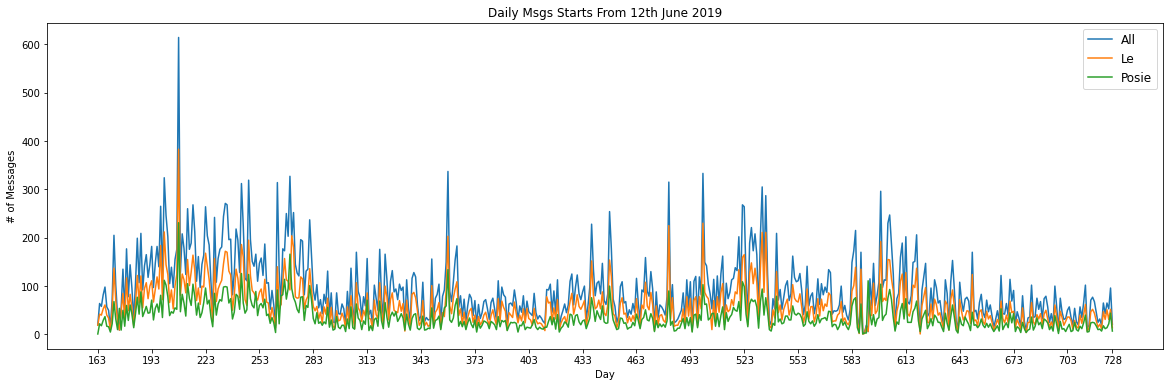 Daily Msgs Starts From 12th June 2019
All
Le
Posie
# of Messages
600
500
400
300
200
100
0
163 193 223 253 283 313 343 373 403 433 463 493 523 553 583 613 643 673 703 728
Day